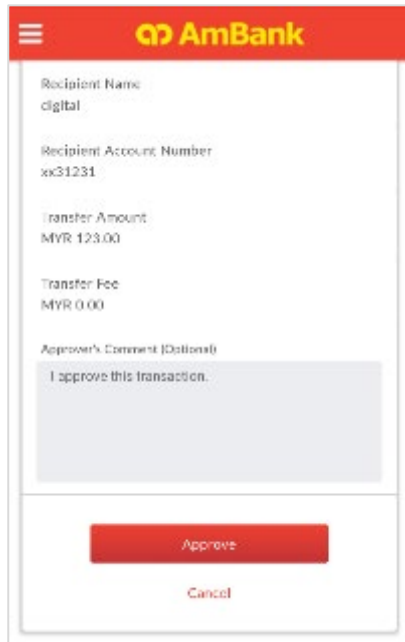 AmBank
Recipient Name
digital
Recipient Account Number
xx31231
Transfer Amount
MYR 123.00
Transfer Fee
MYR 0.00
Approver's Comment (Optional)
I approve this transaction.
Approve
Cancel